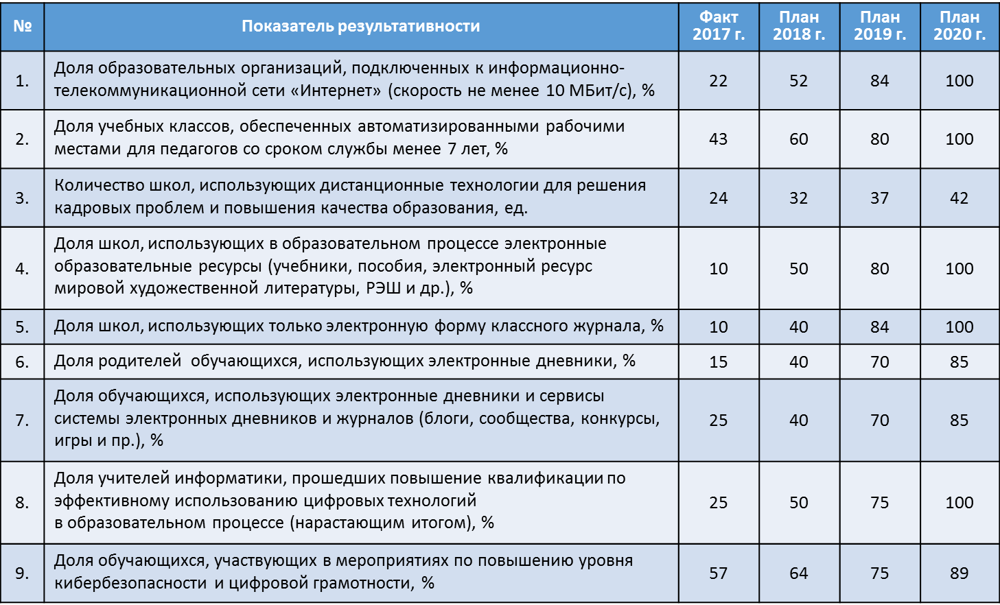 № Показатель результативности Факт 2017 г. План 2018 г. План 2019 г. План 2020 г.
1. Доля образовательных организаций, подключенных к информационно-
телекоммуникационной сети «Интернет» (скорость не менее 10 МБит/с), % 22 52 84 100
2. Доля учебных классов, обеспеченных автоматизированными рабочими
местами для педагогов со сроком службы менее 7 лет, % 43 60 80 100
3. Количество школ, использующих дистанционные технологии для решения
кадровых проблем и повышения качества образования, ед. 24 32 37 42
4. Доля школ, использующих в образовательном процессе электронные
образовательные ресурсы (учебники, пособия, электронный ресурс
мировой художественной литературы, РЭШ и др.), % 10 50 80 100
5. Доля школ, использующих только электронную форму классного журнала, % 10 40 84 100
6. Доля родителей обучающихся, использующих электронные дневники, % 15 40 70 85
7. Доля обучающихся, использующих электронные дневники и сервисы
системы электронных дневников и журналов (блоги, сообщества, конкурсы,
игры и пр.), % 25 40 70 85
8. Доля учителей информатики, прошедших повышение квалификации по
эффективному использованию цифровых технологий
в образовательном процессе (нарастающим итогом), % 25 50 75 100
9. Доля обучающихся, участвующих в мероприятиях по повышению уровня
кибербезопасности и цифровой грамотности, % 57 64 75 89